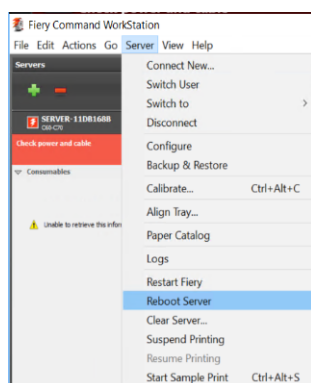 Fiery Command WorkStation
File Edit Actions Go Server View Help
Servers
SERVER-11DB168B
C60-C70
Check power and cable
Consumables
Unable to retrieve this infor
Connect New...
Switch User
Switch to >
Disconnect
Configure
Backup & Restore
Calibrate... Ctrl+Alt+C
Align Tray...
Paper Catalog
Logs
Restart Fiery
Reboot Server
Clear Server...
Suspend Printing
Resume Printing
Start Sample Print Ctrl+Alt+S